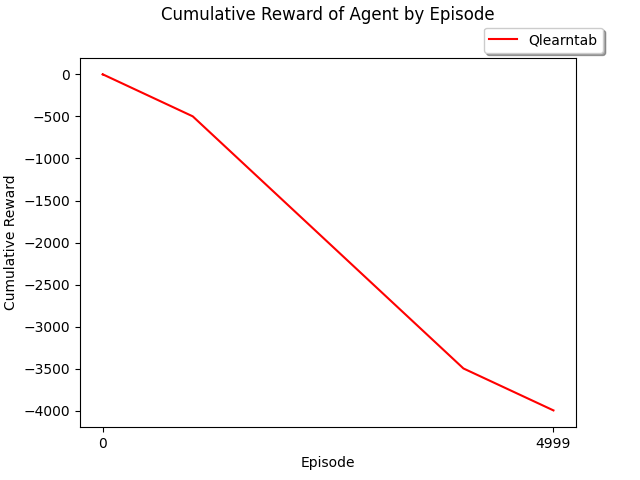 Cumulative Reward of Agent by Episode
Qlearntab
0
−500
−1000
−1500
−2000
−2500
−3000
−3500
−4000
Cumulative Reward
0 4999
Episode